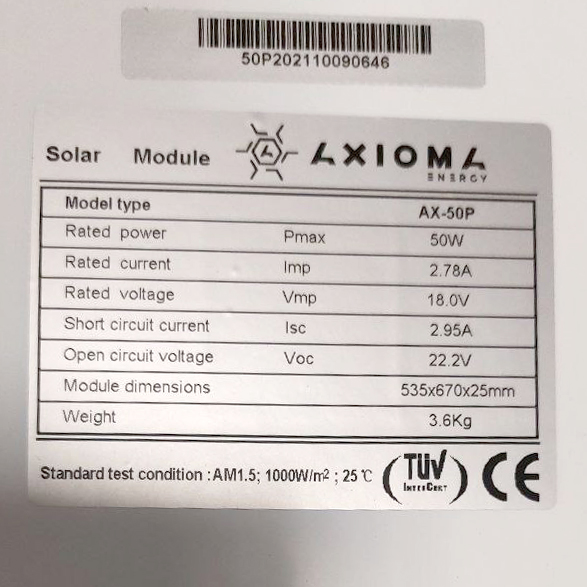 50P202110090646
Solar Module AXIOMA
ENERGY
Model type AX-50P
Rated power Pmax 50W
Rated current Imp 2.78A
Rated voltage Vmp 18.0V
Short circuit current Isc 2.95A
Open circuit voltage Voc 22.2V
Module dimensions 535x670x25mm
Weight 3.6Kg
Standard test condition : AM1.5; 1000W/m² ; 25℃ (TÜV) CE
INTERCERT